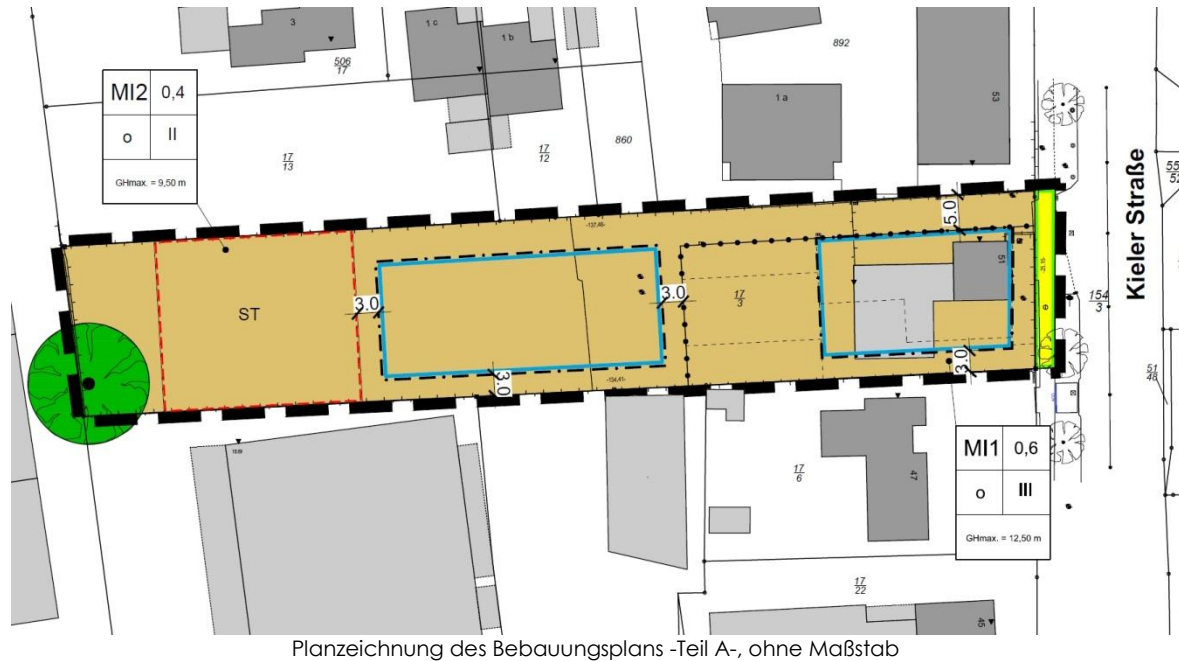 3
1 c
1 b
892
506
17
MI2 0,4
o II
GHmax. = 9,50 m
17
13
17
12
860
1 a
53
Kieler Straße
55
52
5.0
51
3.0
3.0
17
3
ST
154
3
3.0
3.0
51
48
MI1 0,6
o III
GHmax. = 12,50 m
17
6
47
17
22
45
Planzeichnung des Bebauungsplans -Teil A-, ohne Maßstab